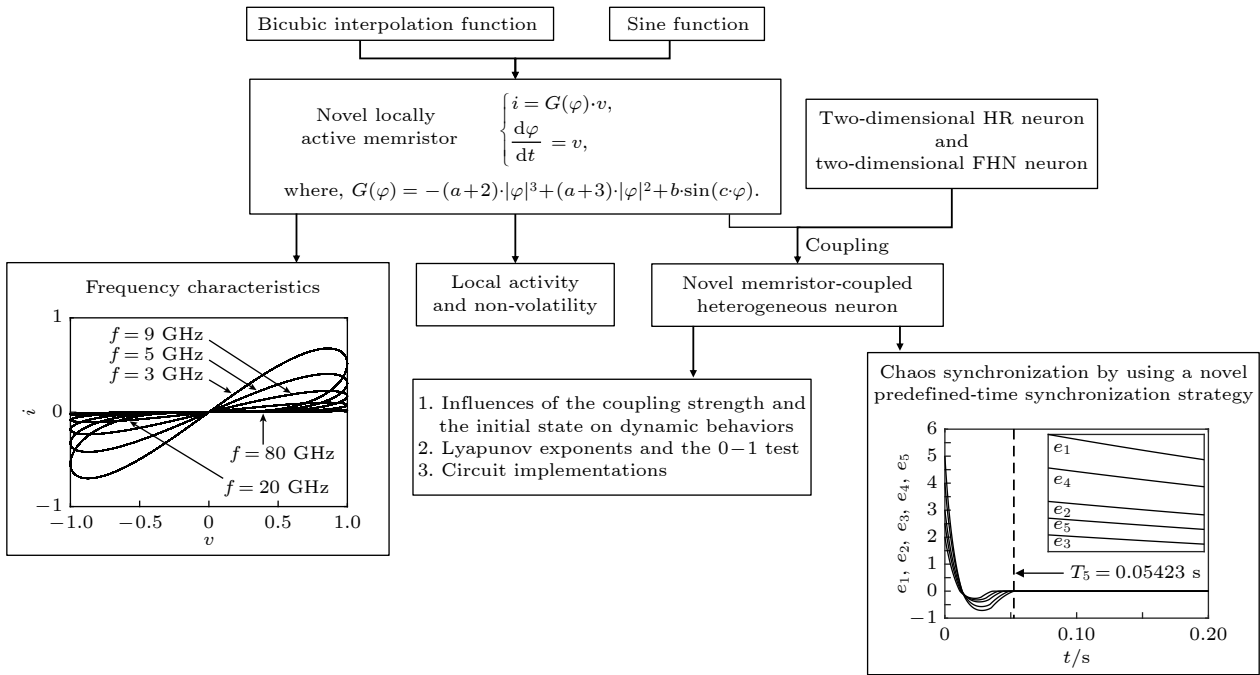 Bicubic interpolation function
Sine function
Novel locally
active memristor
i = G(φ)·v,
dφ
dt
= v,
where, G(φ) = −(a+2)·|φ|³+(a+3)·|φ|²+b·sin(c·φ).
Two-dimensional HR neuron
and
two-dimensional FHN neuron
Coupling
Frequency characteristics
1
f = 9 GHz
f = 5 GHz
f = 3 GHz
i
0
f = 80 GHz
f = 20 GHz
−1
−1.0 −0.5 0 0.5 1.0
v
Local activity
and non-volatility
Novel memristor-coupled
heterogeneous neuron
1. Influences of the coupling strength and
the initial state on dynamic behaviors
2. Lyapunov exponents and the 0−1 test
3. Circuit implementations
Chaos synchronization by using a novel
predefined-time synchronization strategy
e₁, e₂, e₃, e₄, e₅
6
5
4
3
2
1
0
−1
e₁
e₄
e₂
e₅
e₃
T₅ = 0.05423 s
0 0.10 0.20
t/s